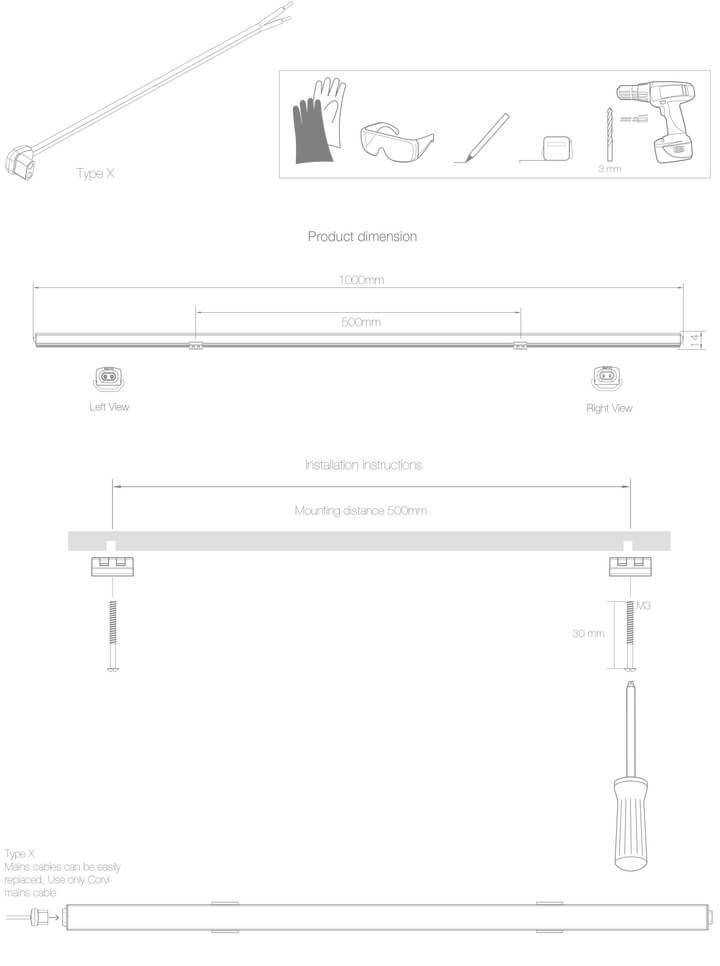 Type X
3 mm
Product dimension
1000mm
500mm
14
Left View
Right View
Installation instructions
Mounting distance 500mm
M3
30 mm
Type X
Mains cables can be easily
replaced, Use only Corvi
mains cable